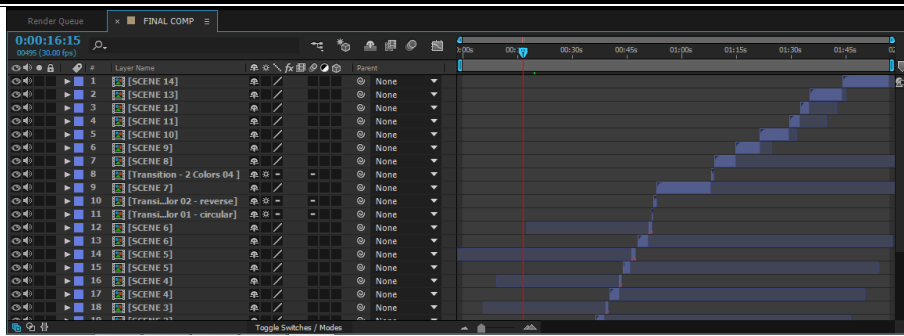 Render Queue × FINAL COMP
0:00:16:15
00495 (30.00 fps)
00: 00:30s 00:45s 01:00s 01:15s 01:30s 01:45s
# Layer Name Parent
1 [SCENE 14] None
2 [SCENE 13] None
3 [SCENE 12] None
4 [SCENE 11] None
5 [SCENE 10] None
6 [SCENE 9] None
7 [SCENE 8] None
8 [Transition - 2 Colors 04 ] None
9 [SCENE 7] None
10 [Transi...lor 02 - reverse] None
11 [Transi...lor 01 - circular] None
12 [SCENE 6] None
13 [SCENE 6] None
14 [SCENE 5] None
15 [SCENE 5] None
16 [SCENE 4] None
17 [SCENE 4] None
18 [SCENE 3] None
Toggle Switches / Modes